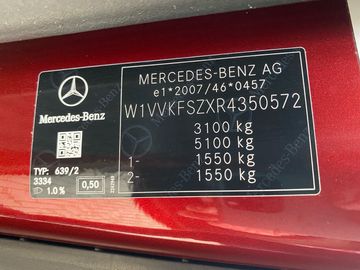 MERCEDES-BENZ AG
e1*2007/46*0457
W1VVKFSZXR4350572
3100 kg
5100 kg
1- 1550 kg
2- 1550 kg
Mercedes-Benz
TYP: 639/2
3334
1.0 % 0,50